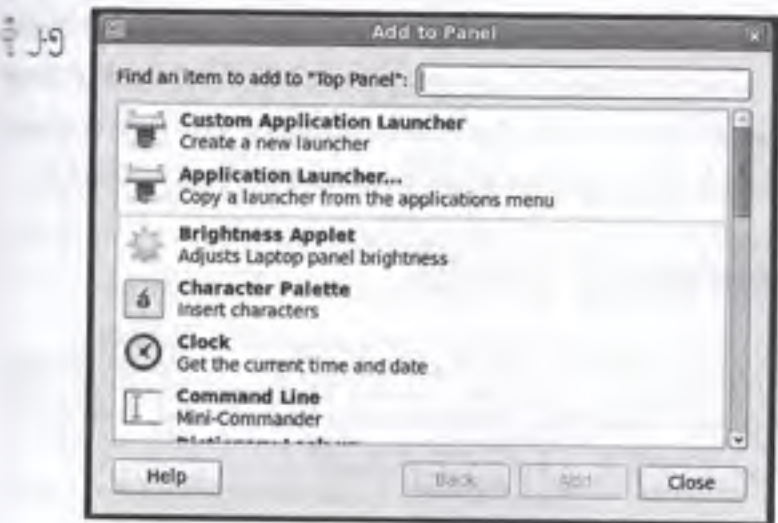 Add to Panel
Find an item to add to "Top Panel":
Custom Application Launcher
Create a new launcher
Application Launcher...
Copy a launcher from the applications menu
Brightness Applet
Adjusts Laptop panel brightness
Character Palette
Insert characters
Clock
Get the current time and date
Command Line
Mini-Commander
Help
Back
Add
Close